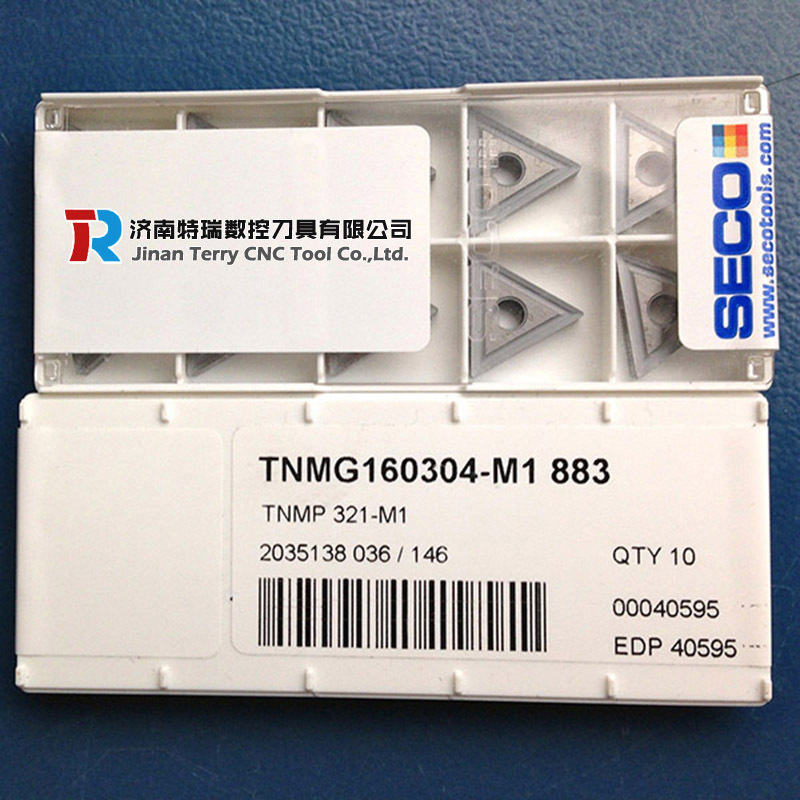 TR 济南特瑞数控刀具有限公司
Jinan Terry CNC Tool Co.,Ltd.
SECO
www.secotools.com
TNMG160304-M1 883
TNMP 321-M1
2035138 036 / 146
QTY 10
00040595
EDP 40595